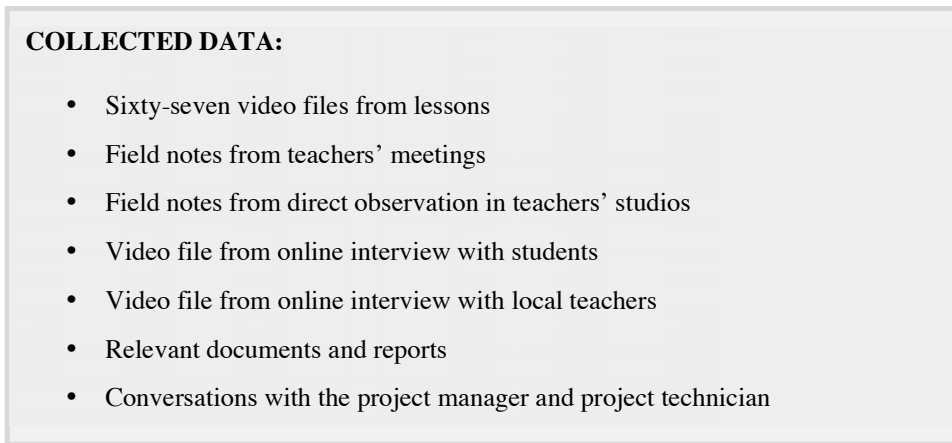 COLLECTED DATA:
• Sixty-seven video files from lessons
• Field notes from teachers’ meetings
• Field notes from direct observation in teachers’ studios
• Video file from online interview with students
• Video file from online interview with local teachers
• Relevant documents and reports
• Conversations with the project manager and project technician